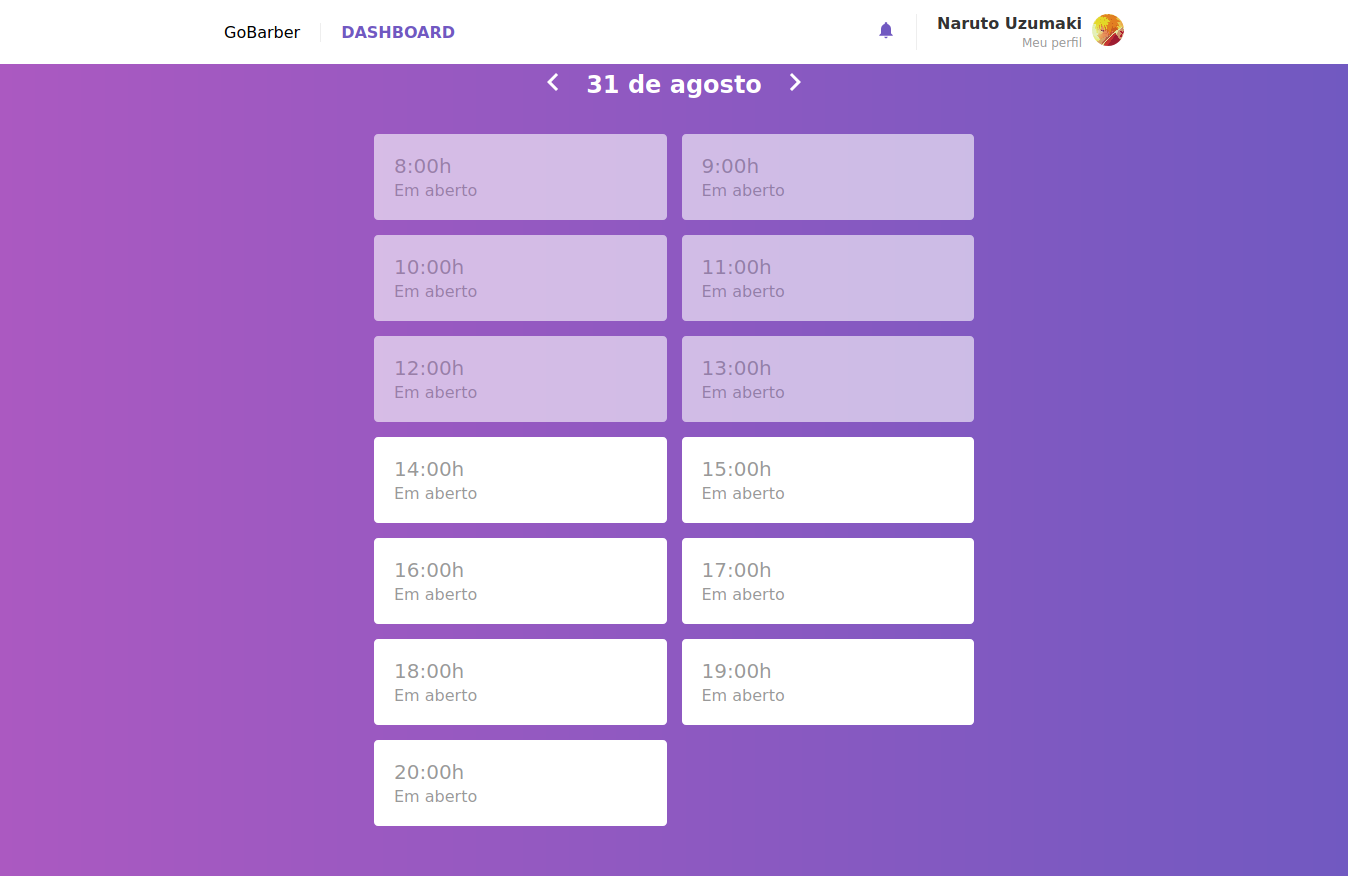 GoBarber
DASHBOARD
Naruto Uzumaki
Meu perfil
31 de agosto
8:00h
Em aberto
9:00h
Em aberto
10:00h
Em aberto
11:00h
Em aberto
12:00h
Em aberto
13:00h
Em aberto
14:00h
Em aberto
15:00h
Em aberto
16:00h
Em aberto
17:00h
Em aberto
18:00h
Em aberto
19:00h
Em aberto
20:00h
Em aberto